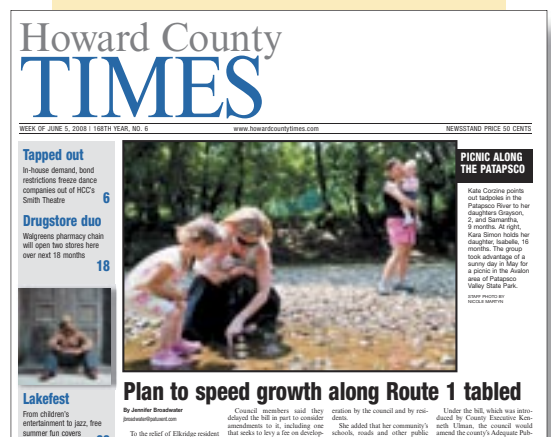 Howard County
TIMES
WEEK OF JUNE 5, 2008 | 168TH YEAR, NO. 6
www.howardcountytimes.com
NEWSSTAND PRICE 50 CENTS
Tapped out
In-house demand, bond
restrictions freeze dance
companies out of HCC's
Smith Theatre
6
Drugstore duo
Walgreens pharmacy chain
will open two stores here
over next 18 months
18
Lakefest
From children's
entertainment to jazz, free
summer fun covers
PICNIC ALONG
THE PATAPSCO
Kate Corzine points
out tadpoles in the
Patapsco River to her
daughters Grayson,
2, and Samantha,
9 months. At right,
Kara Simon holds her
daughter, Isabelle, 16
months. The group
took advantage of a
sunny day in May for
a picnic in the Avalon
area of Patapsco
Valley State Park.
STAFF PHOTO BY
NICOLE MARTYN
Plan to speed growth along Route 1 tabled
By Jennifer Broadwater
jbroadwater@patuxent.com
To the relief of Elkridge resident
Council members said they
delayed the bill in part to consider
amendments to it, including one
that seeks to levy a fee on develop-
eration by the council and by resi-
dents.
She added that her community's
schools, roads and other public
Under the bill, which was intro-
duced by County Executive Ken-
neth Ulman, the council would
amend the county's Adequate Pub-